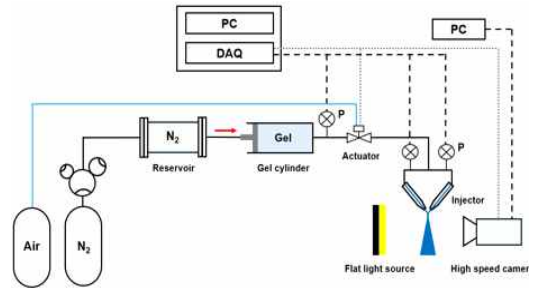 PC
DAQ
PC
P
N2
Gel
P
Reservoir
Gel cylinder
Actuator
Injector
Air
N2
Flat light source
High speed camer